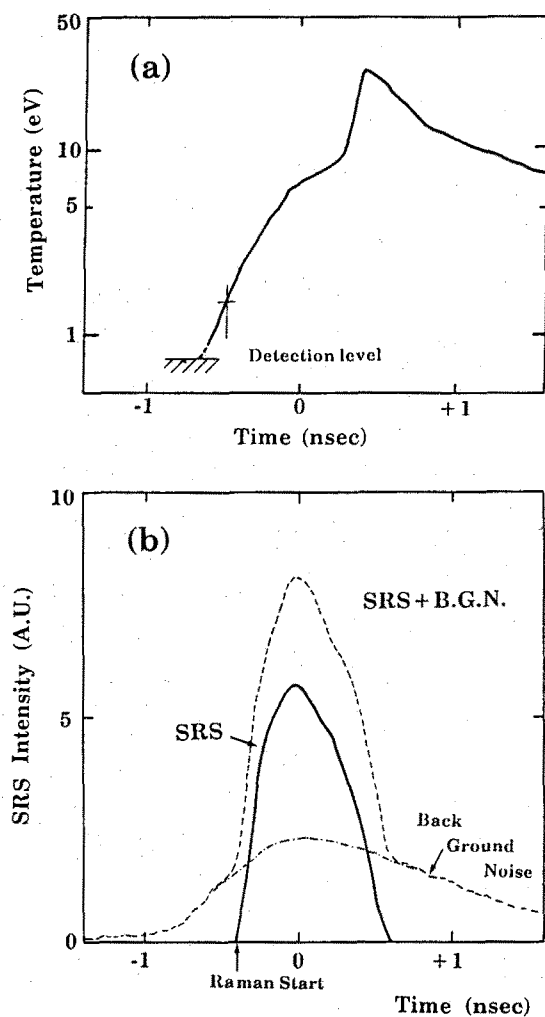 50
(a)
10
5
1
Temperature (eV)
Detection level
-1
0
+1
Time (nsec)
10
(b)
SRS + B.G.N.
SRS
5
SRS Intensity (A.U.)
Back
Ground
Noise
0
-1
0
+1
Raman Start
Time (nsec)